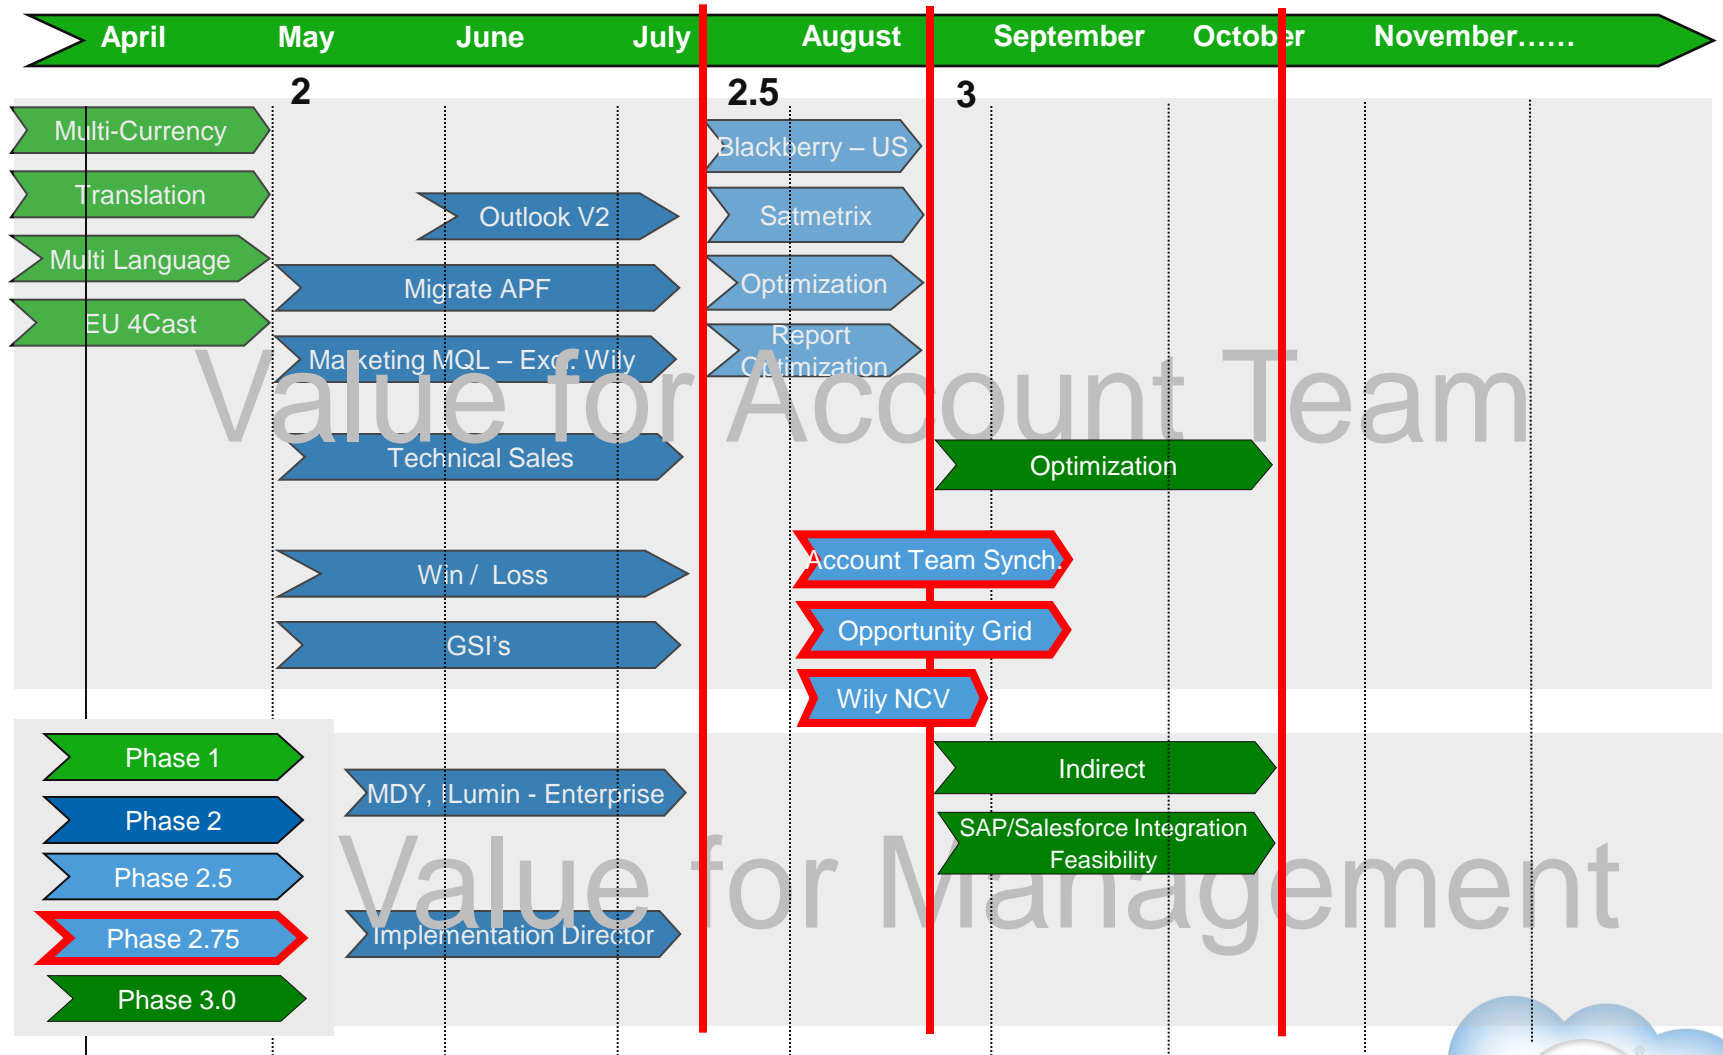 April May June July August September October November……
2 2.5 3
Multi-Currency
Translation
Multi Language
EU 4Cast
Outlook V2
Migrate APF
Marketing MQL – Excl. Wily
Technical Sales
Win / Loss
GSI's
Blackberry – US
Satmetrix
Optimization
Report
Optimization
Value for Account Team
Optimization
Account Team Synch.
Opportunity Grid
Wily NCV
Phase 1
Phase 2
Phase 2.5
Phase 2.75
Phase 3.0
MDY, ILumin - Enterprise
Implementation Director
Indirect
SAP/Salesforce Integration
Feasibility
Value for Management